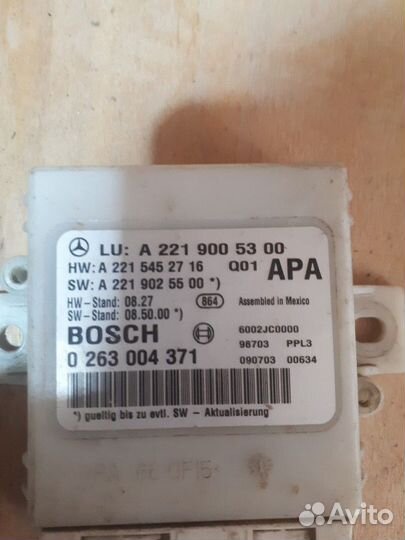 LU: A 221 900 53 00
HW: A 221 545 27 16 Q01 APA
SW: A 221 902 55 00 *)
HW - Stand: 08.27 864 Assembled in Mexico
SW - Stand: 08.50.00 *)
BOSCH 6002JC0000
0 263 004 371 98703 PPL3
090703 00634
*) gueltig bis zu evtl. SW - Aktualisierung
Avito